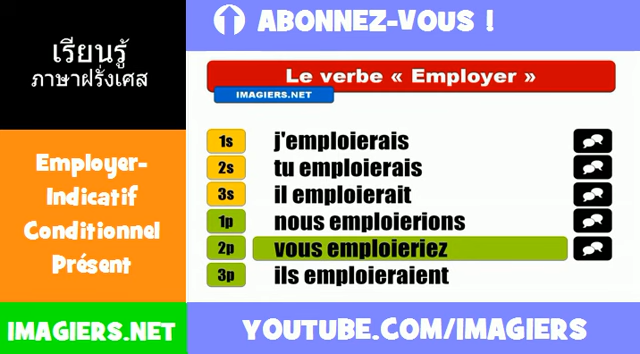 เรียนรู้
ภาษาฝรั่งเศส
Employer-
Indicatif
Conditionnel
Présent
IMAGIERS.NET
ABONNEZ-VOUS !
Le verbe « Employer »
IMAGIERS.NET
1s j'emploierais
2s tu emploierais
3s il emploierait
1p nous emploierions
2p vous emploieriez
3p ils emploieraient
YOUTUBE.COM/IMAGIERS